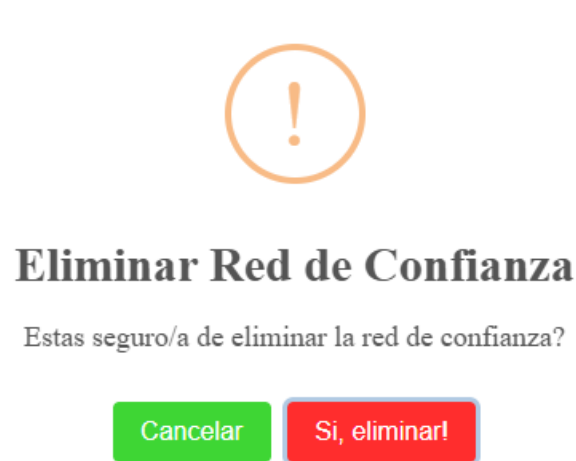 !
Eliminar Red de Confianza
Estas seguro/a de eliminar la red de confianza?
Cancelar
Si, eliminar!